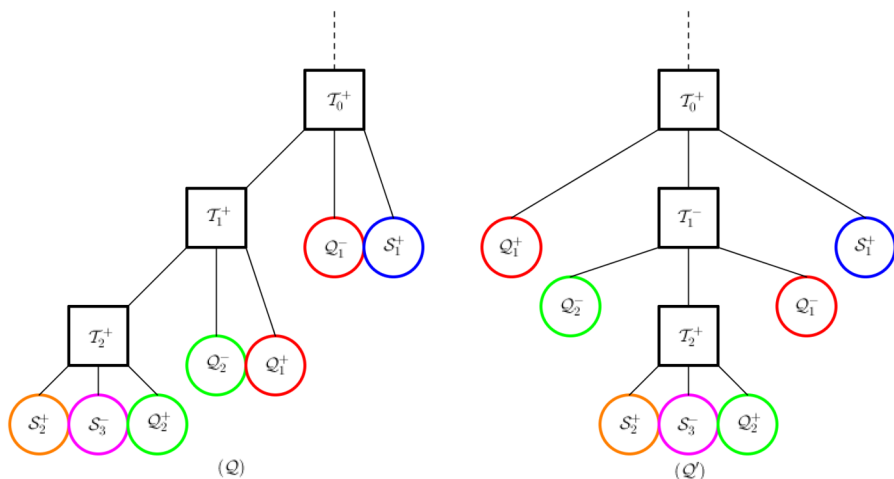 𝒯₀⁺ 𝒯₀⁺
𝒯₁⁺ 𝒯₁⁻
𝒬₁⁻ 𝒮₁⁺ 𝒬₁⁺ 𝒮₁⁺
𝒬₂⁻ 𝒬₁⁻
𝒯₂⁺ 𝒯₂⁺
𝒬₂⁻ 𝒬₁⁺
𝒮₂⁺ 𝒮₃⁻ 𝒬₂⁺ 𝒮₂⁺ 𝒮₃⁻ 𝒬₂⁺
(𝒬) (𝒬′)